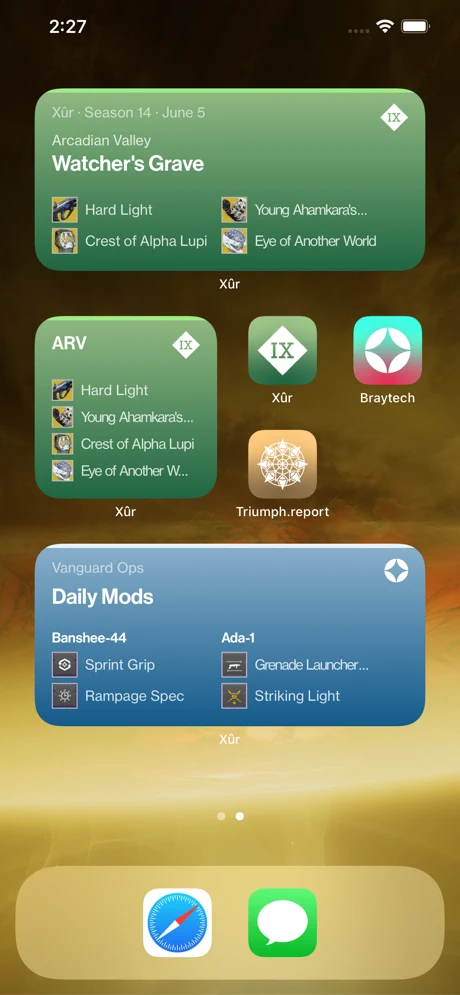 2:27
Xûr · Season 14 · June 5
IX
Arcadian Valley
Watcher's Grave
Hard Light
Young Ahamkara's...
Crest of Alpha Lupi
Eye of Another World
Xûr
ARV
IX
Hard Light
Young Ahamkara's...
Crest of Alpha Lupi
Eye of Another W...
Xûr
IX
Xûr
Braytech
Triumph.report
Vanguard Ops
Daily Mods
Banshee-44
Ada-1
Sprint Grip
Grenade Launcher...
Rampage Spec
Striking Light
Xûr